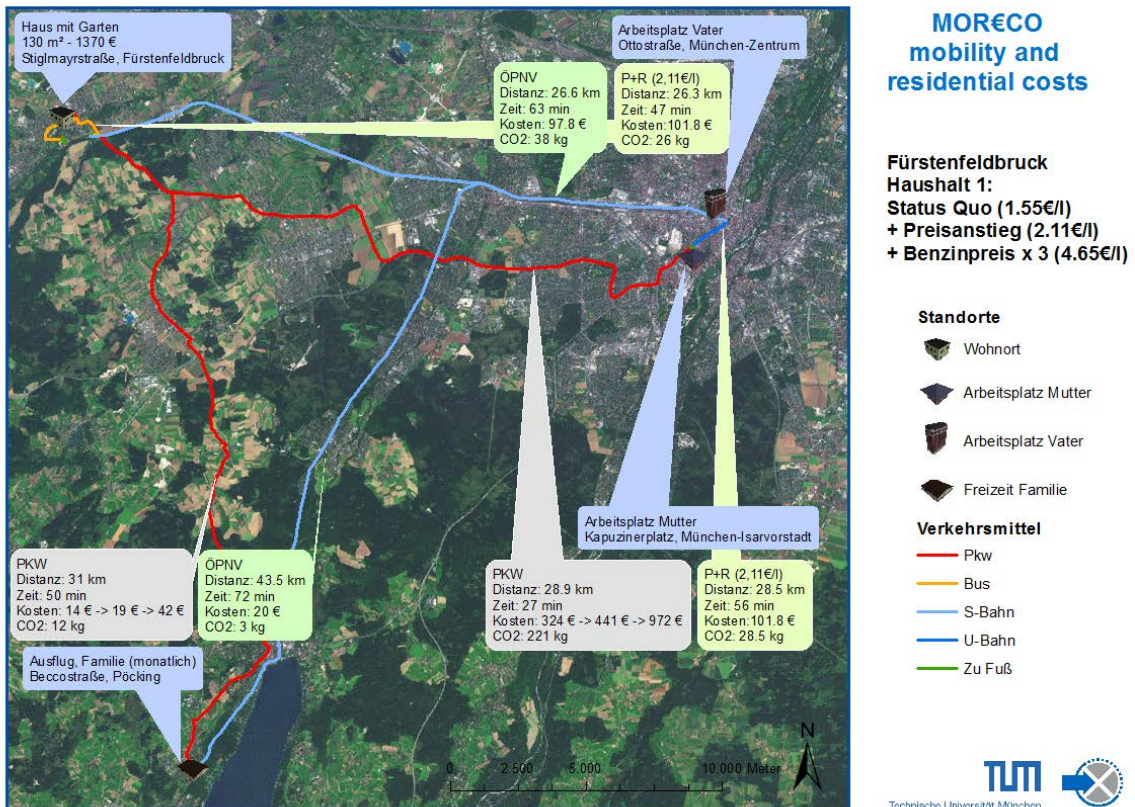 Haus mit Garten
130 m² - 1370 €
Stiglmayrstraße, Fürstenfeldbruck
Arbeitsplatz Vater
Ottostraße, München-Zentrum
ÖPNV
Distanz: 26.6 km
Zeit: 63 min
Kosten: 97.8 €
CO2: 38 kg
P+R (2,11€/l)
Distanz: 26.3 km
Zeit: 47 min
Kosten:101.8 €
CO2: 26 kg
PKW
Distanz: 31 km
Zeit: 50 min
Kosten: 14 € -> 19 € -> 42 €
CO2: 12 kg
ÖPNV
Distanz: 43.5 km
Zeit: 72 min
Kosten: 20 €
CO2: 3 kg
Arbeitsplatz Mutter
Kapuzinerplatz, München-Isarvorstadt
PKW
Distanz: 28.9 km
Zeit: 27 min
Kosten: 324 € -> 441 € -> 972 €
CO2: 221 kg
P+R (2,11€/l)
Distanz: 28.5 km
Zeit: 56 min
Kosten:101.8 €
CO2: 28.5 kg
Ausflug, Familie (monatlich)
Beccostraße, Pöcking
N
0 2.500 5.000 10.000 Meter
MOR€CO
mobility and
residential costs
Fürstenfeldbruck
Haushalt 1:
Status Quo (1.55€/l)
+ Preisanstieg (2.11€/l)
+ Benzinpreis x 3 (4.65€/l)
Standorte
Wohnort
Arbeitsplatz Mutter
Arbeitsplatz Vater
Freizeit Familie
Verkehrsmittel
Pkw
Bus
S-Bahn
U-Bahn
Zu Fuß
TUM
Technische Universität München